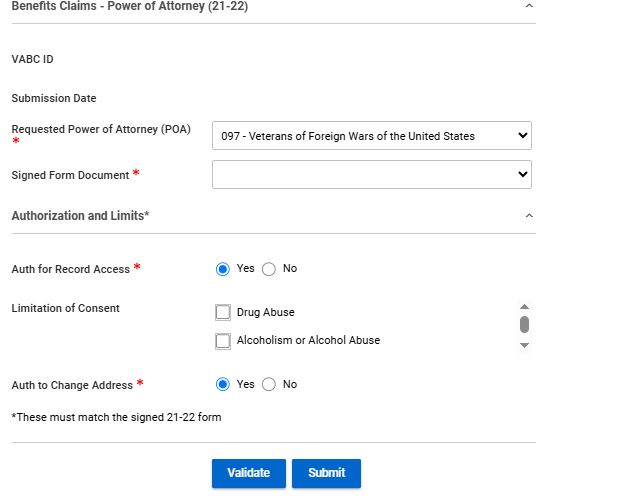 Benefits Claims - Power of Attorney (21-22)
VABC ID
Submission Date
Requested Power of Attorney (POA)
*
097 - Veterans of Foreign Wars of the United States
Signed Form Document *
Authorization and Limits*
Auth for Record Access * Yes No
Limitation of Consent
Drug Abuse
Alcoholism or Alcohol Abuse
Auth to Change Address * Yes No
*These must match the signed 21-22 form
Validate Submit